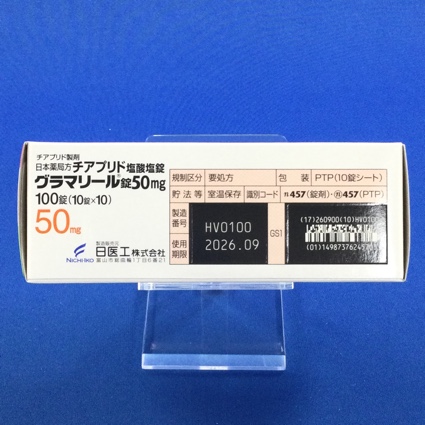 チアプリド製剤
日本薬局方 チアプリド塩酸塩錠
グラマリール®錠50mg
100錠(10錠×10)
50mg
製造販売元
NICHI-IKO 日医工株式会社
富山市総曲輪1丁目6番21
規制区分 要処方 包装 PTP(10錠シート)
貯法等 室温保存 識別コード 457(錠剤)・457(PTP)
製造番号 HV0100
使用期限 2026.09
GS1
(17)260900(10)HV0100